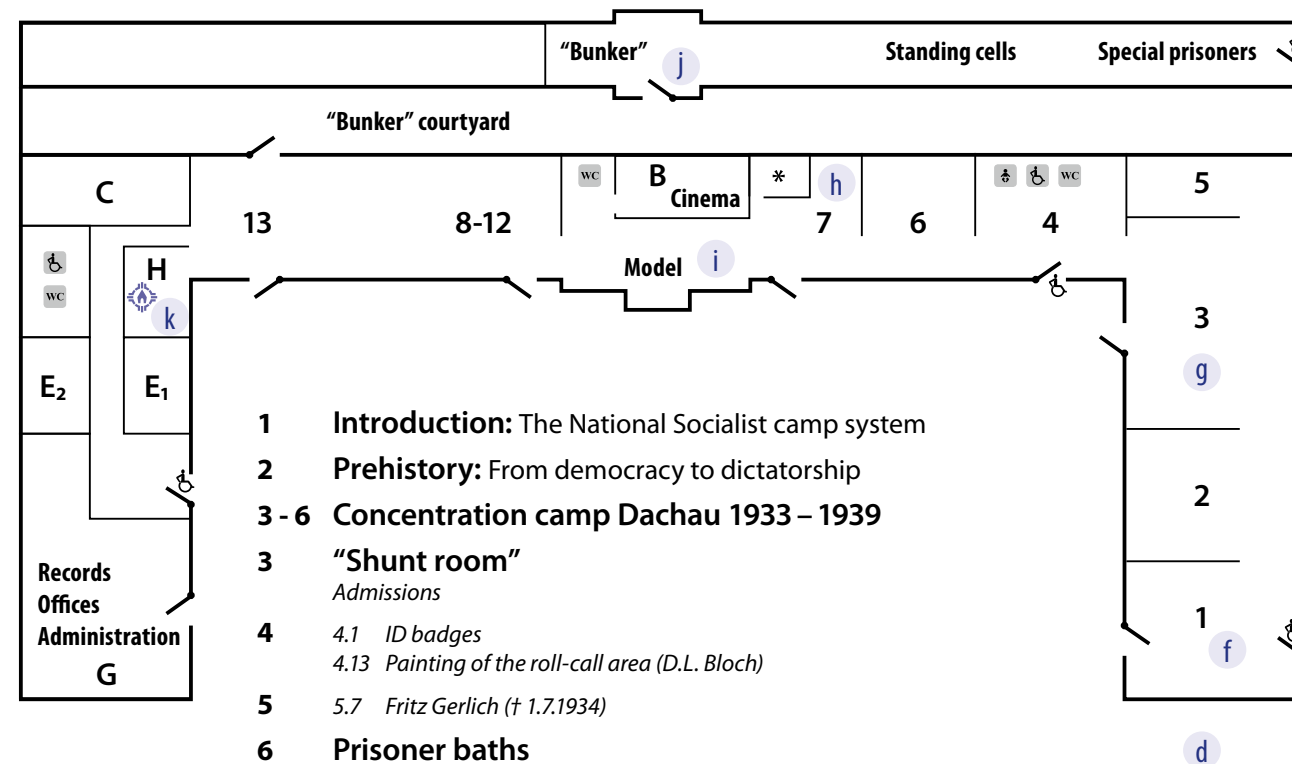 “Bunker”
j
Standing cells
Special prisoners
“Bunker” courtyard
C
WC
B
Cinema
*
h
WC
5
13
8-12
7
6
4
WC
H
k
Model
i
3
g
E₂
E₁
1 Introduction: The National Socialist camp system
2 Prehistory: From democracy to dictatorship
2
3 - 6 Concentration camp Dachau 1933 – 1939
3 “Shunt room”
Admissions
Records
Offices
Administration
G
4 4.1 ID badges
4.13 Painting of the roll-call area (D.L. Bloch)
1
f
5 5.7 Fritz Gerlich († 1.7.1934)
6 Prisoner baths
d